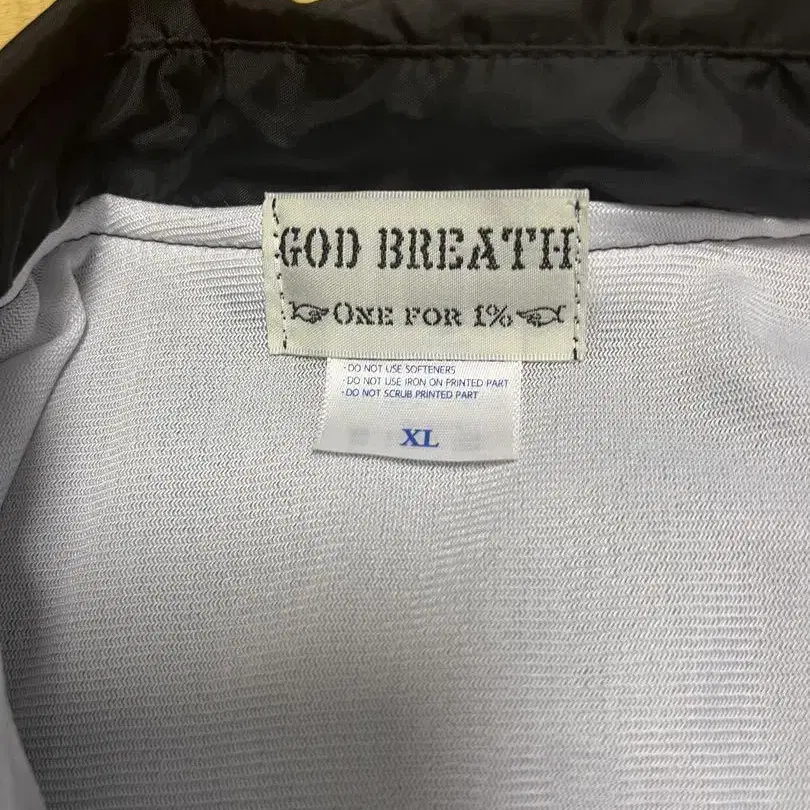 GOD BREATH
ONE FOR 1%
·DO NOT USE SOFTENERS
·DO NOT USE IRON ON PRINTED PART
·DO NOT SCRUB PRINTED PART
XL